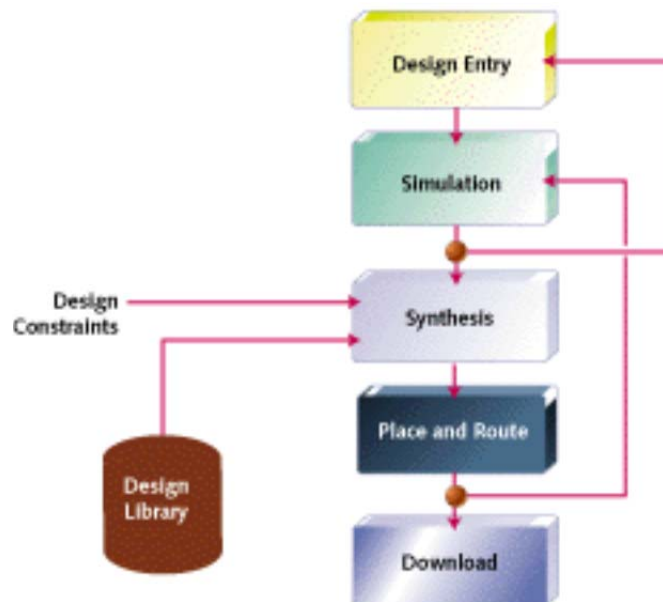 Design Entry
Simulation
Design
Constraints
Synthesis
Place and Route
Design
Library
Download